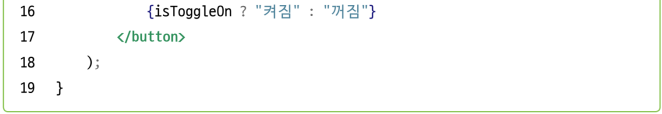 16            {isToggleOn ? "켜짐" : "꺼짐"}
17        </button>
18    );
19 }